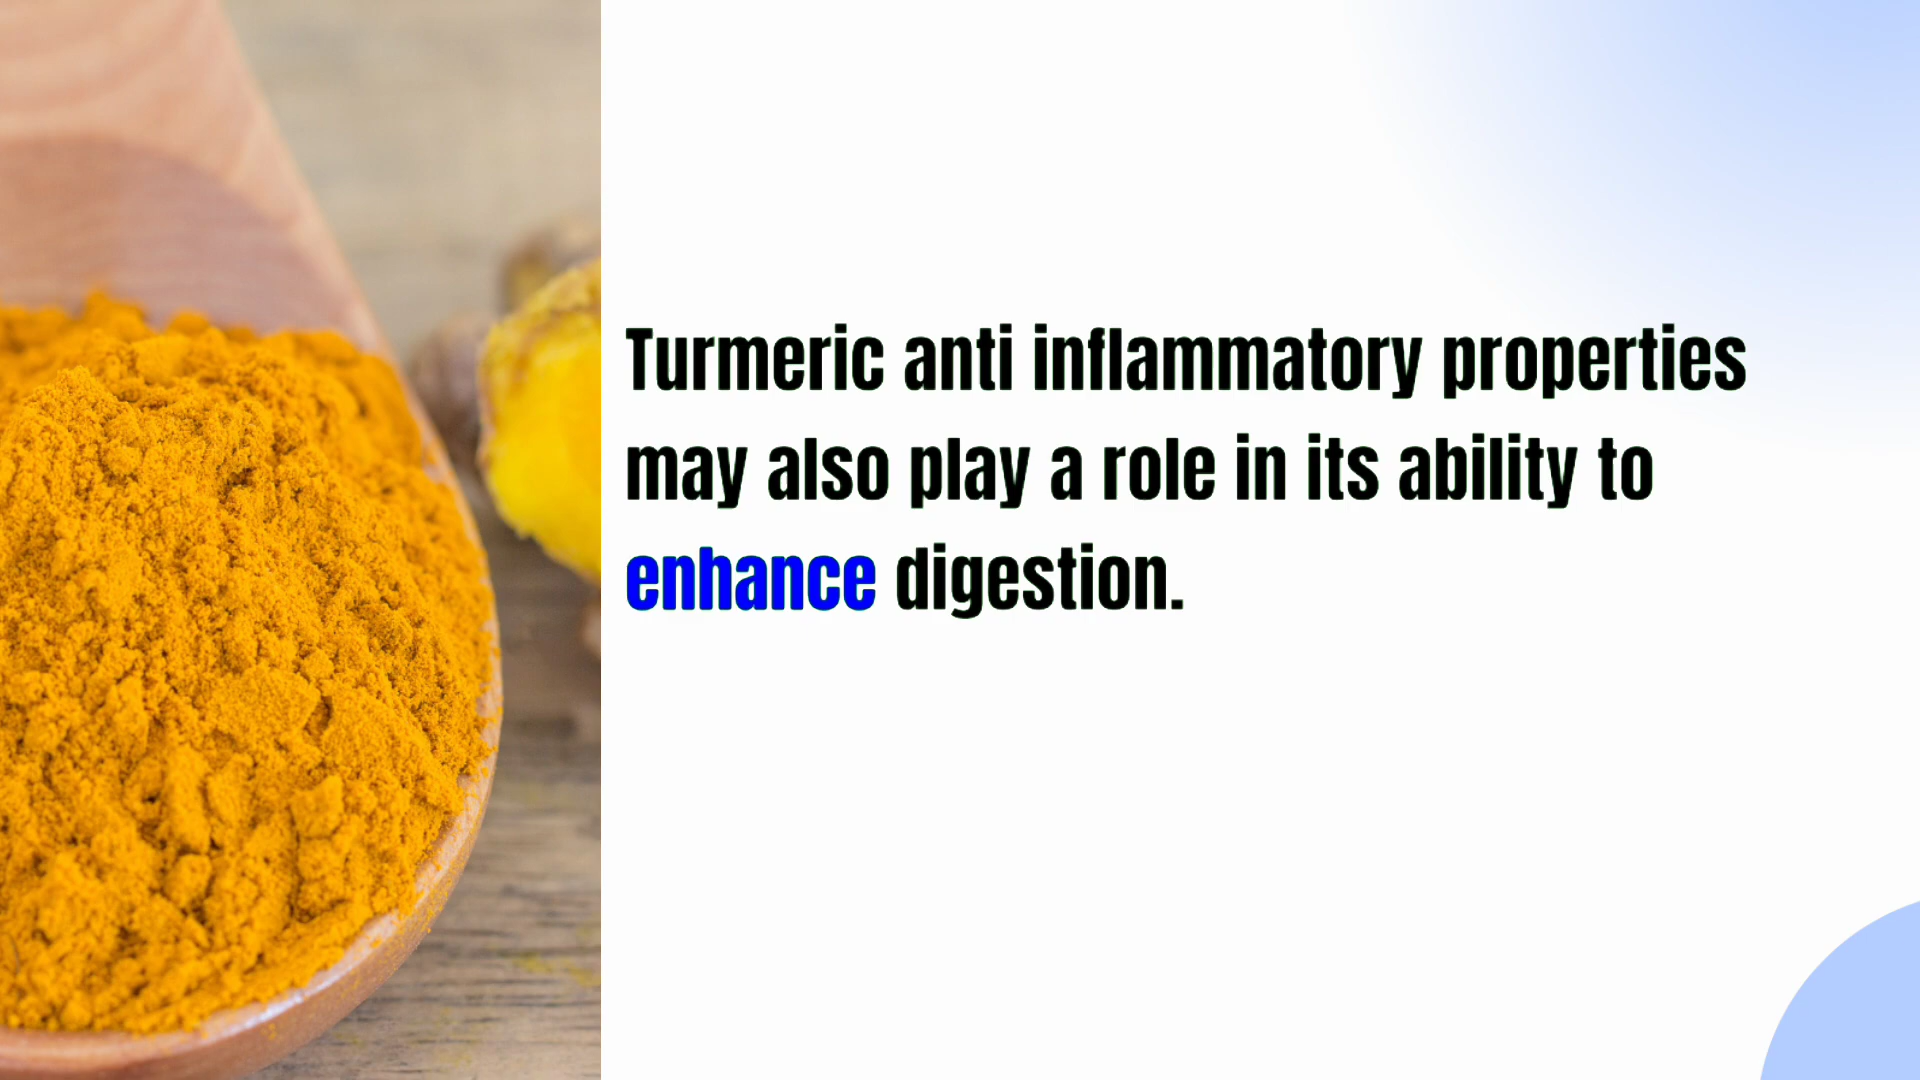 Turmeric anti inflammatory properties
may also play a role in its ability to
enhance digestion.